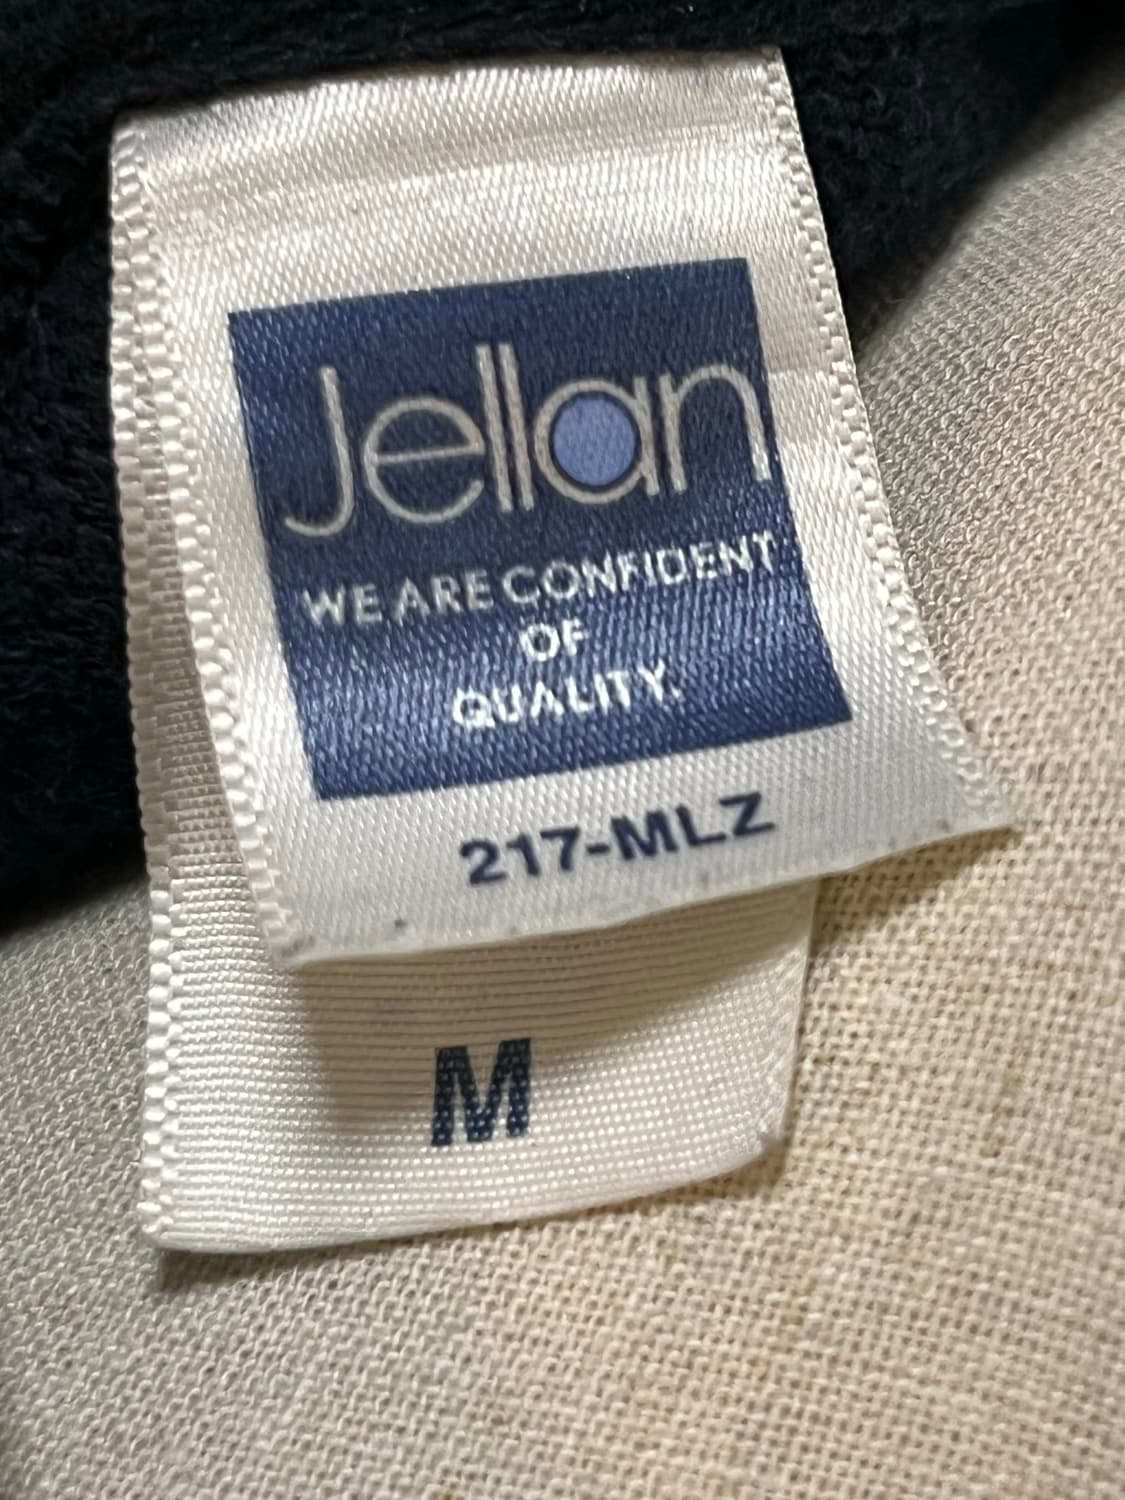 Jellan
WE ARE CONFIDENT
OF
QUALITY.
217-MLZ
M